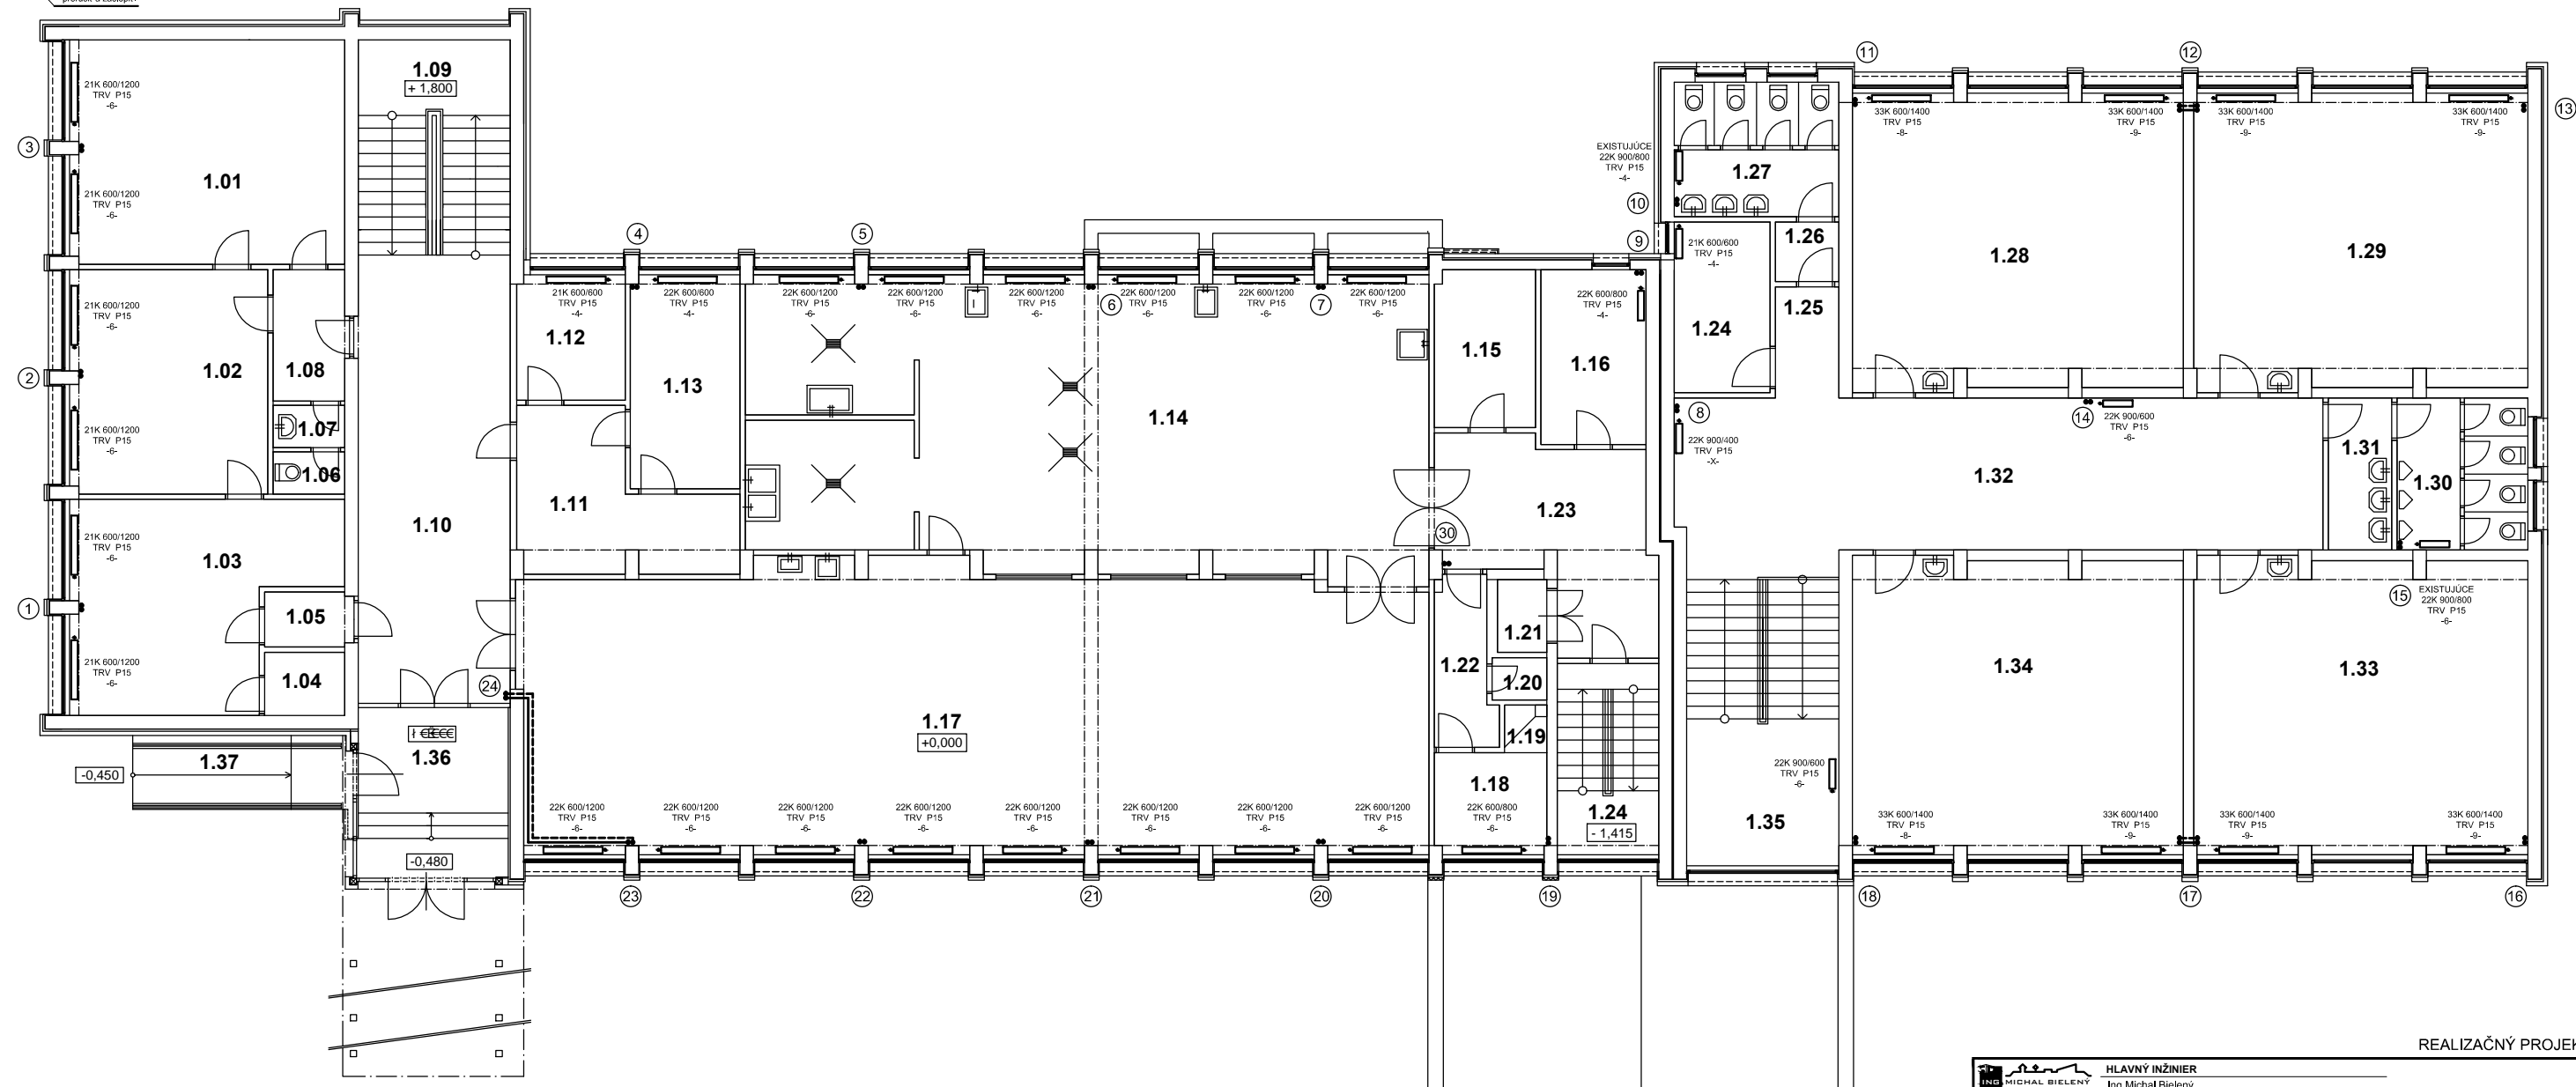 1.09
+ 1,800
21K 600/1200
TRV P15
-6-
3
21K 600/1200
TRV P15
-6-
1.01
21K 600/1200
TRV P15
-6-
2
1.02
1.08
21K 600/1200
TRV P15
-6-
1.07
1.06
1.10
21K 600/1200
TRV P15
-6-
1.03
1
1.05
21K 600/1200
TRV P15
-6-
1.04
24
1.36
1.37
-0,450
-0,480
4
5
21K 600/600
TRV P15
-4-
22K 600/600
TRV P15
-4-
22K 600/1200
TRV P15
-6-
22K 600/1200
TRV P15
-6-
22K 600/1200
TRV P15
-6-
6
22K 600/1200
TRV P15
-6-
22K 600/1200
TRV P15
-6-
7
22K 600/1200
TRV P15
-6-
1.12
1.13
1.11
1.14
1.15
1.16
22K 600/800
TRV P15
-4-
9
1.23
30
1.21
1.22
1.20
1.19
1.18
22K 600/800
TRV P15
-6-
1.24
- 1,415
1.17
+0,000
22K 600/1200
TRV P15
-6-
22K 600/1200
TRV P15
-6-
22K 600/1200
TRV P15
-6-
22K 600/1200
TRV P15
-6-
22K 600/1200
TRV P15
-6-
22K 600/1200
TRV P15
-6-
22K 600/1200
TRV P15
-6-
22K 600/1200
TRV P15
-6-
23
22
21
20
19
EXISTUJÚCE
22K 900/800
TRV P15
-4-
10
1.27
21K 600/600
TRV P15
-4-
1.26
1.24
1.25
8
22K 900/400
TRV P15
-X-
11
12
13
33K 600/1400
TRV P15
-8-
33K 600/1400
TRV P15
-9-
33K 600/1400
TRV P15
-9-
33K 600/1400
TRV P15
-9-
1.28
1.29
14
22K 900/600
TRV P15
-6-
1.32
1.31
1.30
15
EXISTUJÚCE
22K 900/800
TRV P15
-6-
1.34
1.33
22K 900/600
TRV P15
-6-
1.35
33K 600/1400
TRV P15
-8-
33K 600/1400
TRV P15
-9-
33K 600/1400
TRV P15
-9-
33K 600/1400
TRV P15
-9-
18
17
16
REALIZAČNÝ PROJEK
ING MICHAL BIELENÝ
HLAVNÝ INŽINIER
Ing.Michal Bielený